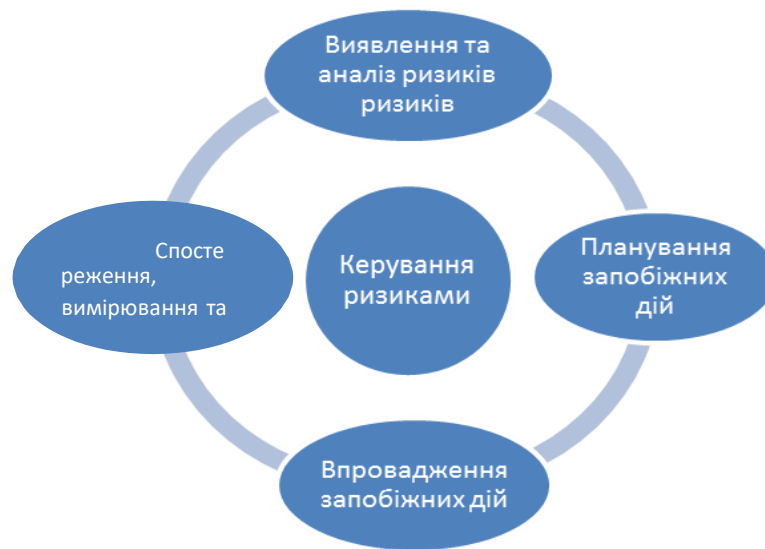 Виявлення та
аналіз ризиків
ризиків
Планування
запобіжних
дій
Керування
ризиками
Спосте
реження,
вимірювання та
Впровадження
запобіжних дій